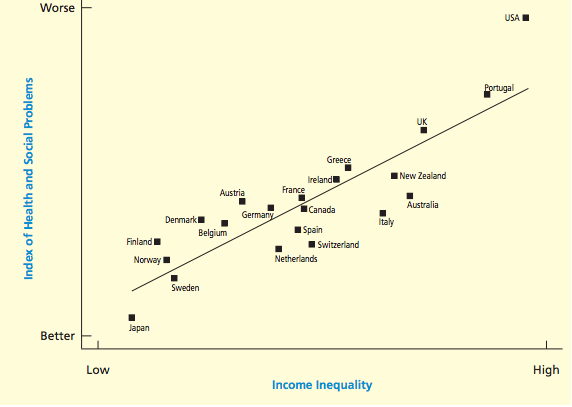 Worse
USA
Portugal
UK
Greece
Ireland
New Zealand
France
Austria
Australia
Germany
Canada
Denmark
Italy
Belgium
Spain
Finland
Switzerland
Norway
Netherlands
Sweden
Japan
Better
Index of Health and Social Problems
Low
High
Income Inequality